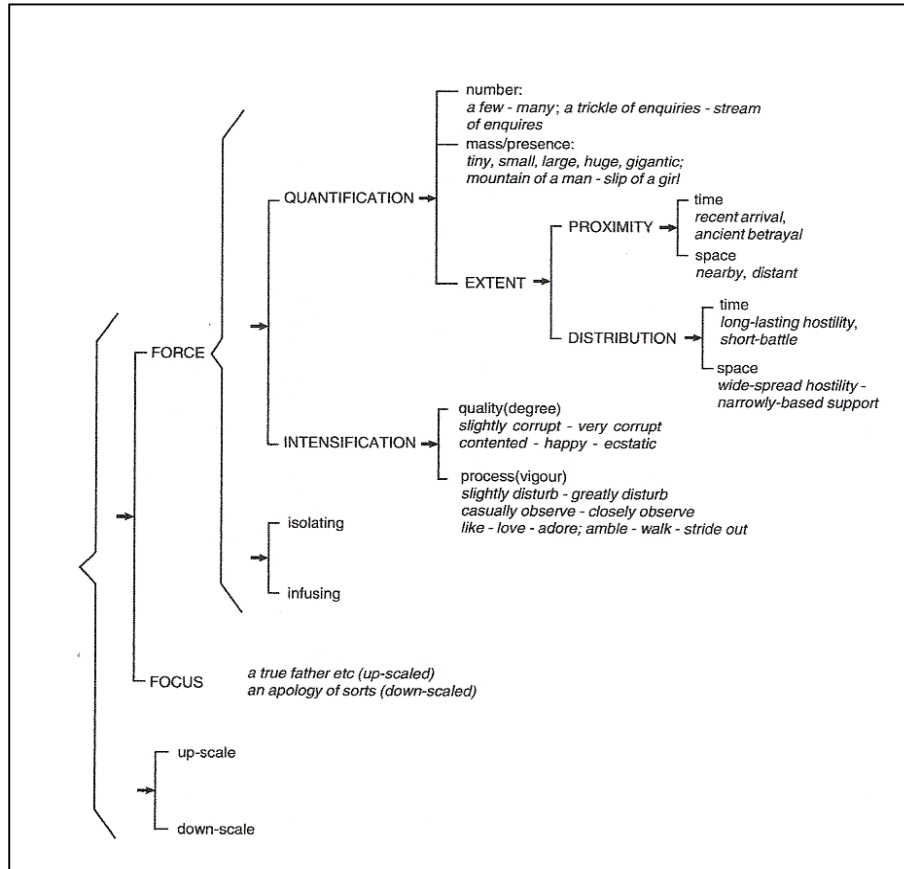 number:
a few - many; a trickle of enquiries - stream
of enquires
mass/presence:
tiny, small, large, huge, gigantic;
mountain of a man - slip of a girl
QUANTIFICATION
time
recent arrival,
ancient betrayal
PROXIMITY
space
nearby, distant
EXTENT
time
long-lasting hostility,
short-battle
DISTRIBUTION
FORCE
space
wide-spread hostility -
narrowly-based support
quality(degree)
slightly corrupt - very corrupt
contented - happy - ecstatic
INTENSIFICATION
process(vigour)
slightly disturb - greatly disturb
casually observe - closely observe
like - love - adore; amble - walk - stride out
isolating
infusing
FOCUS
a true father etc (up-scaled)
an apology of sorts (down-scaled)
up-scale
down-scale